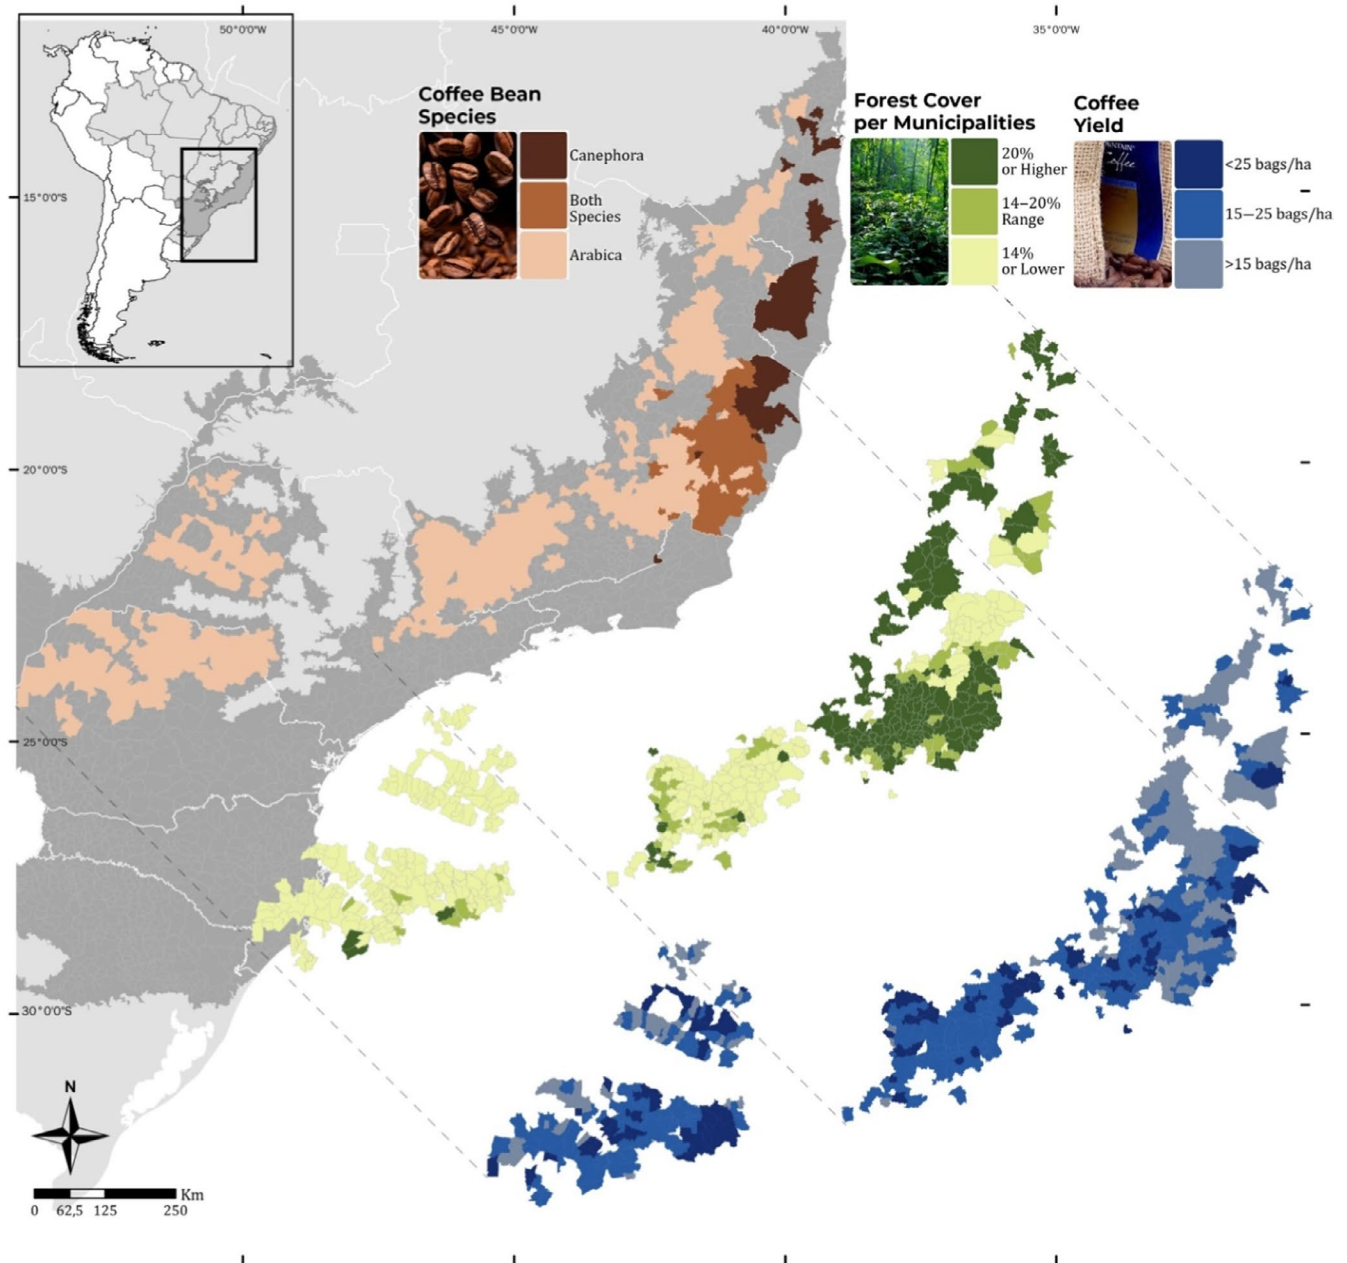 50°0'0"W
45°0'0"W
40°0'0"W
35°0'0"W
Coffee Bean
Species
Canephora
Both
Species
Arabica
Forest Cover
per Municipalities
20%
or Higher
14–20%
Range
14%
or Lower
Coffee
Yield
Coffee
<25 bags/ha
15—25 bags/ha
>15 bags/ha
15°0'0"S
20°0'0"S
25°0'0"S
30°0'0"S
N
Km
0 62,5 125 250